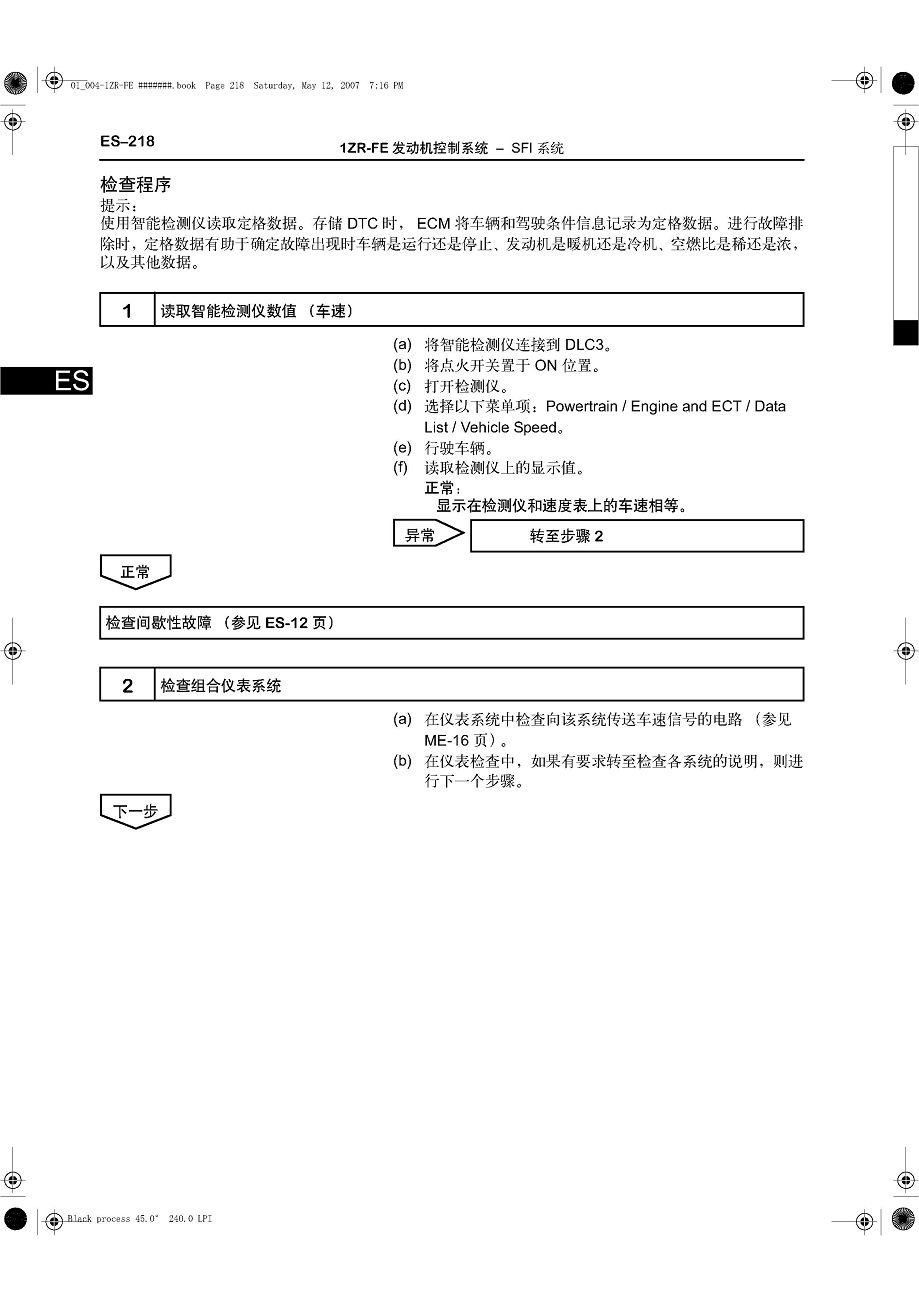 01_004-1ZR-FE #######.book Page 218 Saturday, May 12, 2007 7:16 PM
ES–218
1ZR-FE 发动机控制系统 – SFI 系统
检查程序
提示：
使用智能检测仪读取定格数据。存储 DTC 时， ECM 将车辆和驾驶条件信息记录为定格数据。进行故障排
除时，定格数据有助于确定故障出现时车辆是运行还是停止、发动机是暖机还是冷机、空燃比是稀还是浓，
以及其他数据。
1 读取智能检测仪数值 （车速）
(a) 将智能检测仪连接到 DLC3。
(b) 将点火开关置于 ON 位置。
ES
(c) 打开检测仪。
(d) 选择以下菜单项：Powertrain / Engine and ECT / Data
List / Vehicle Speed。
(e) 行驶车辆。
(f) 读取检测仪上的显示值。
正常：
显示在检测仪和速度表上的车速相等。
异常 转至步骤 2
正常
检查间歇性故障 （参见 ES-12 页）
2 检查组合仪表系统
(a) 在仪表系统中检查向该系统传送车速信号的电路 （参见
ME-16 页）。
(b) 在仪表检查中，如果有要求转至检查各系统的说明，则进
行下一个步骤。
下一步
Black process 45.0° 240.0 LPI